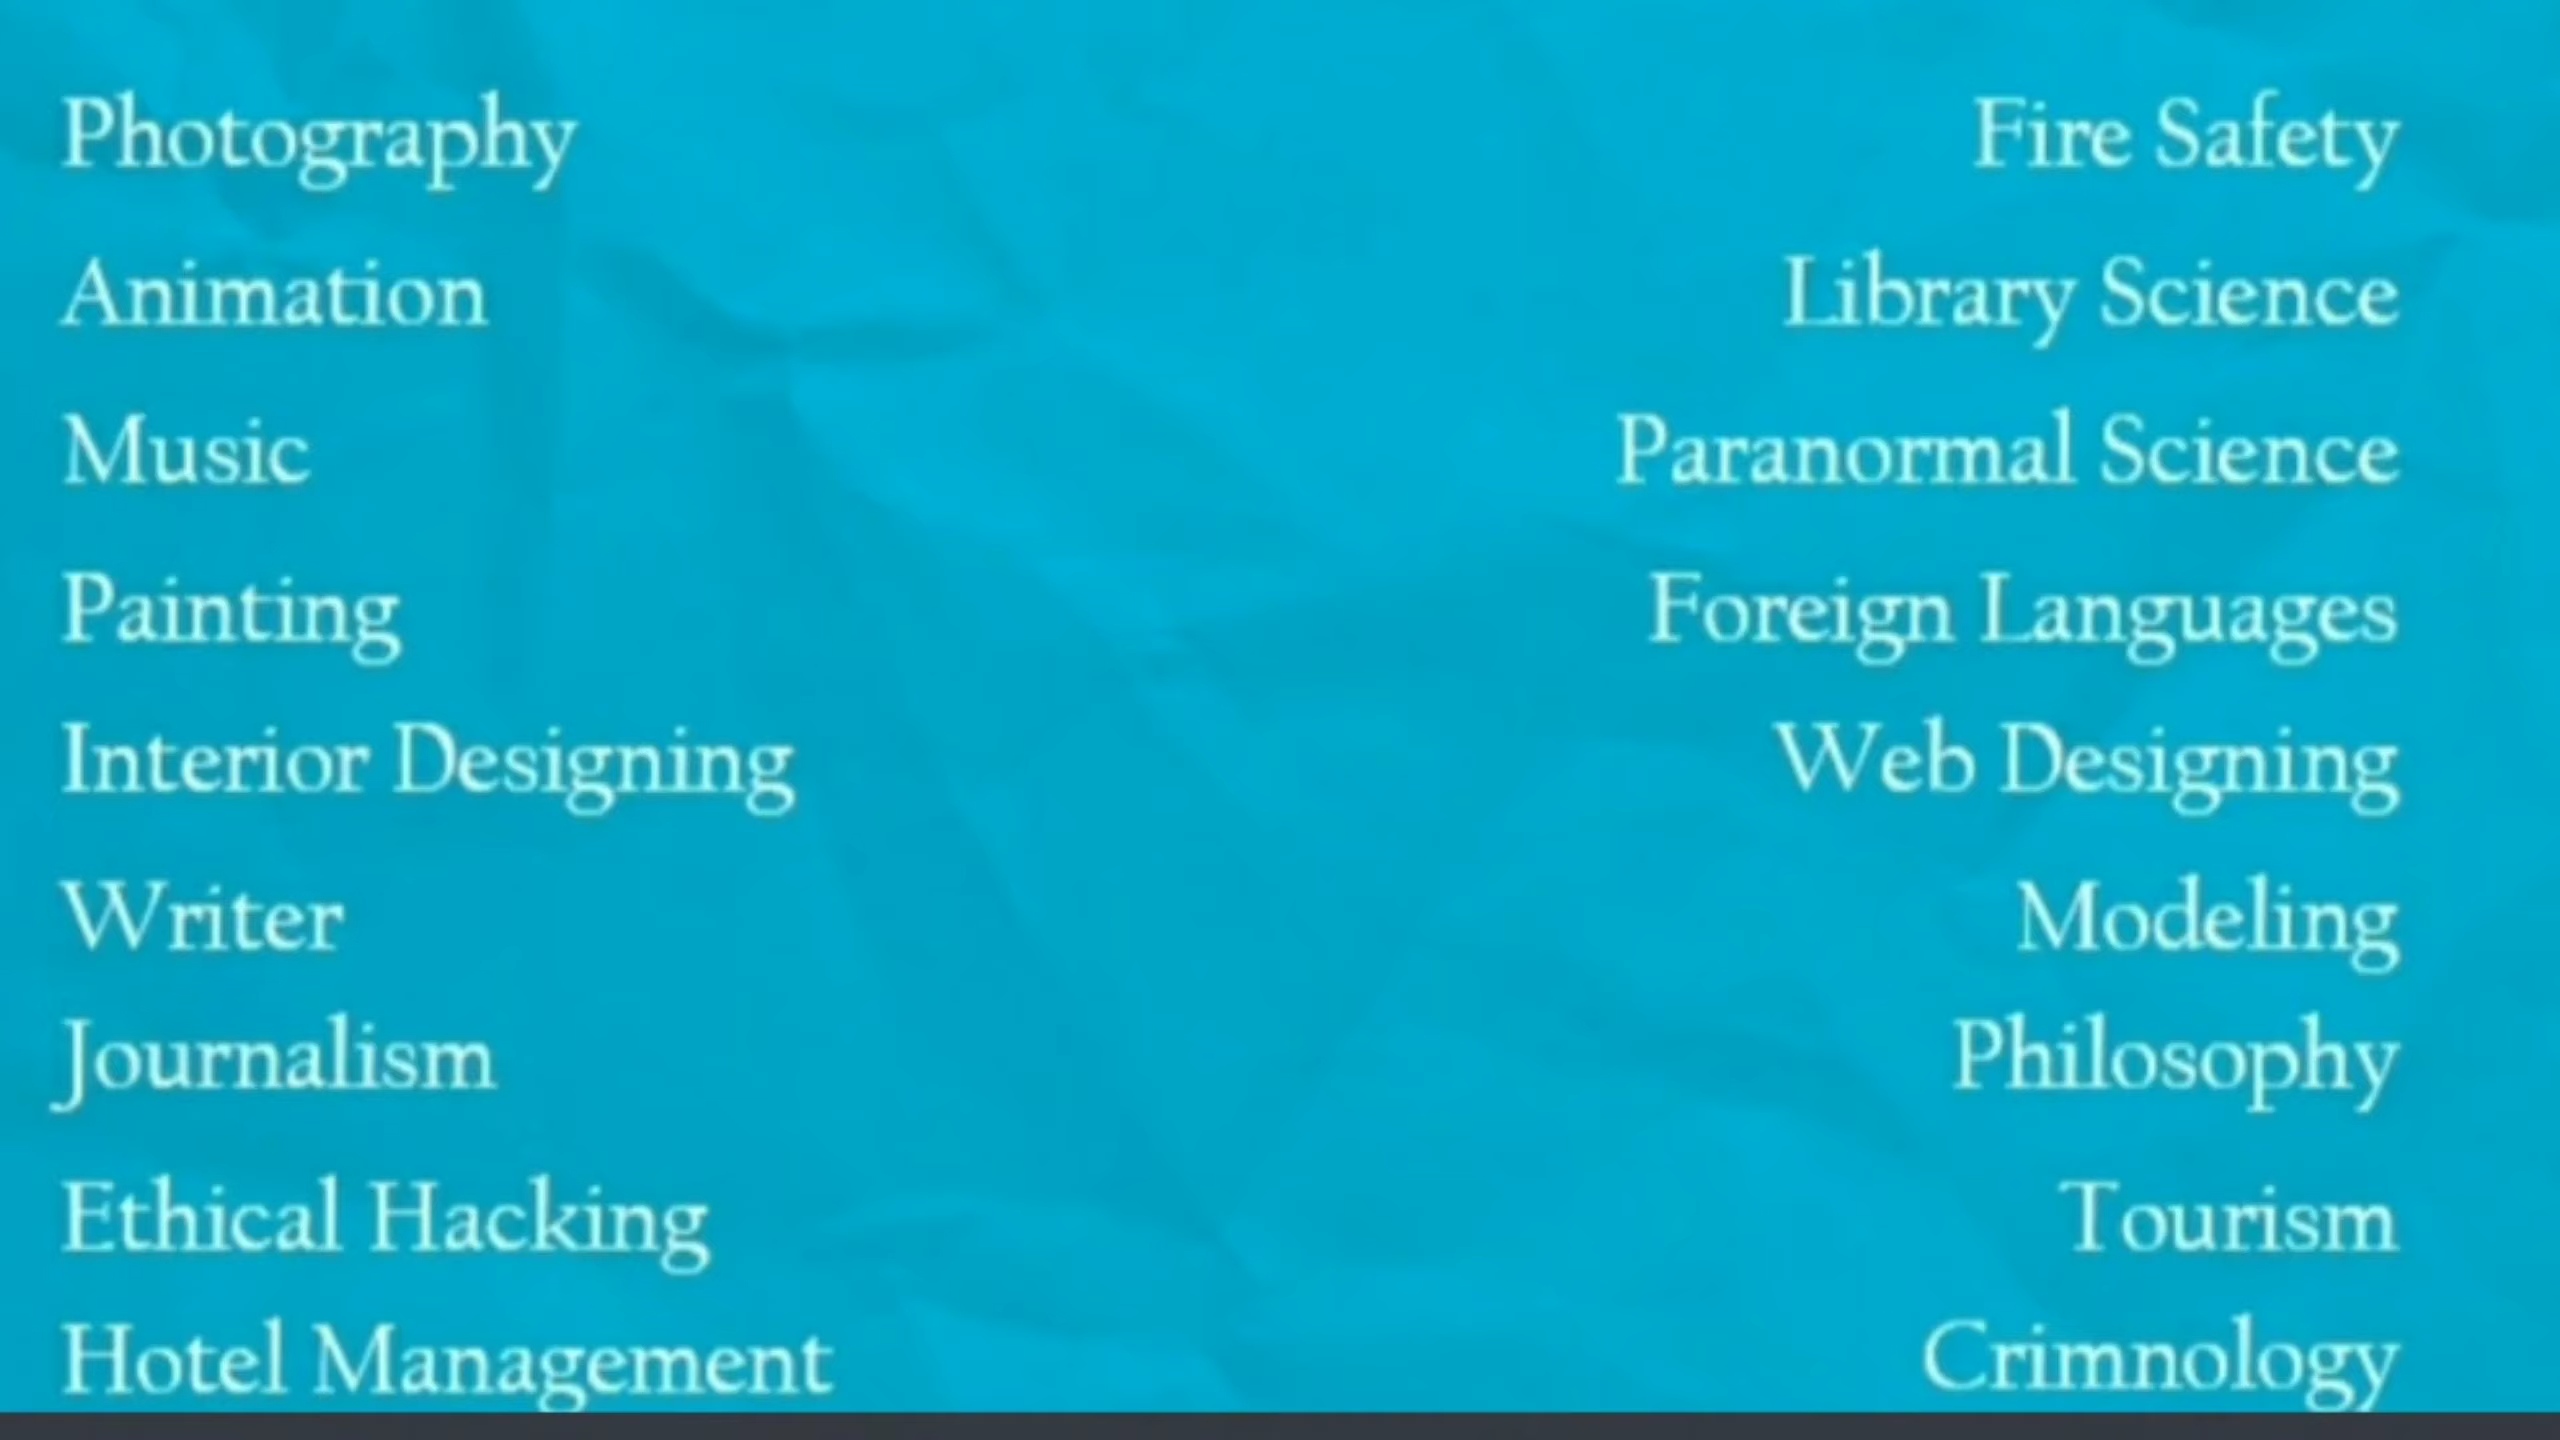 Photography
Animation
Music
Painting
Interior Designing
Writer
Journalism
Ethical Hacking
Hotel Management
Fire Safety
Library Science
Paranormal Science
Foreign Languages
Web Designing
Modeling
Philosophy
Tourism
Crimnology